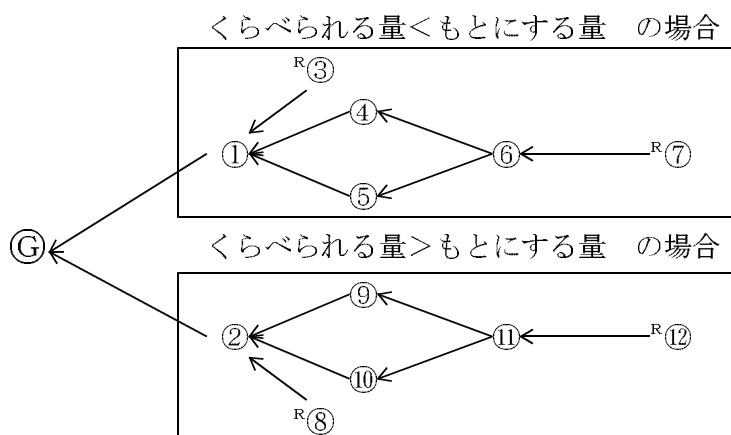 くらべられる量＜もとにする量　の場合
R③
④
① ⑥ R⑦
⑤
Ⓖ
くらべられる量＞もとにする量　の場合
⑨
② ⑪ R⑫
⑩
R⑧